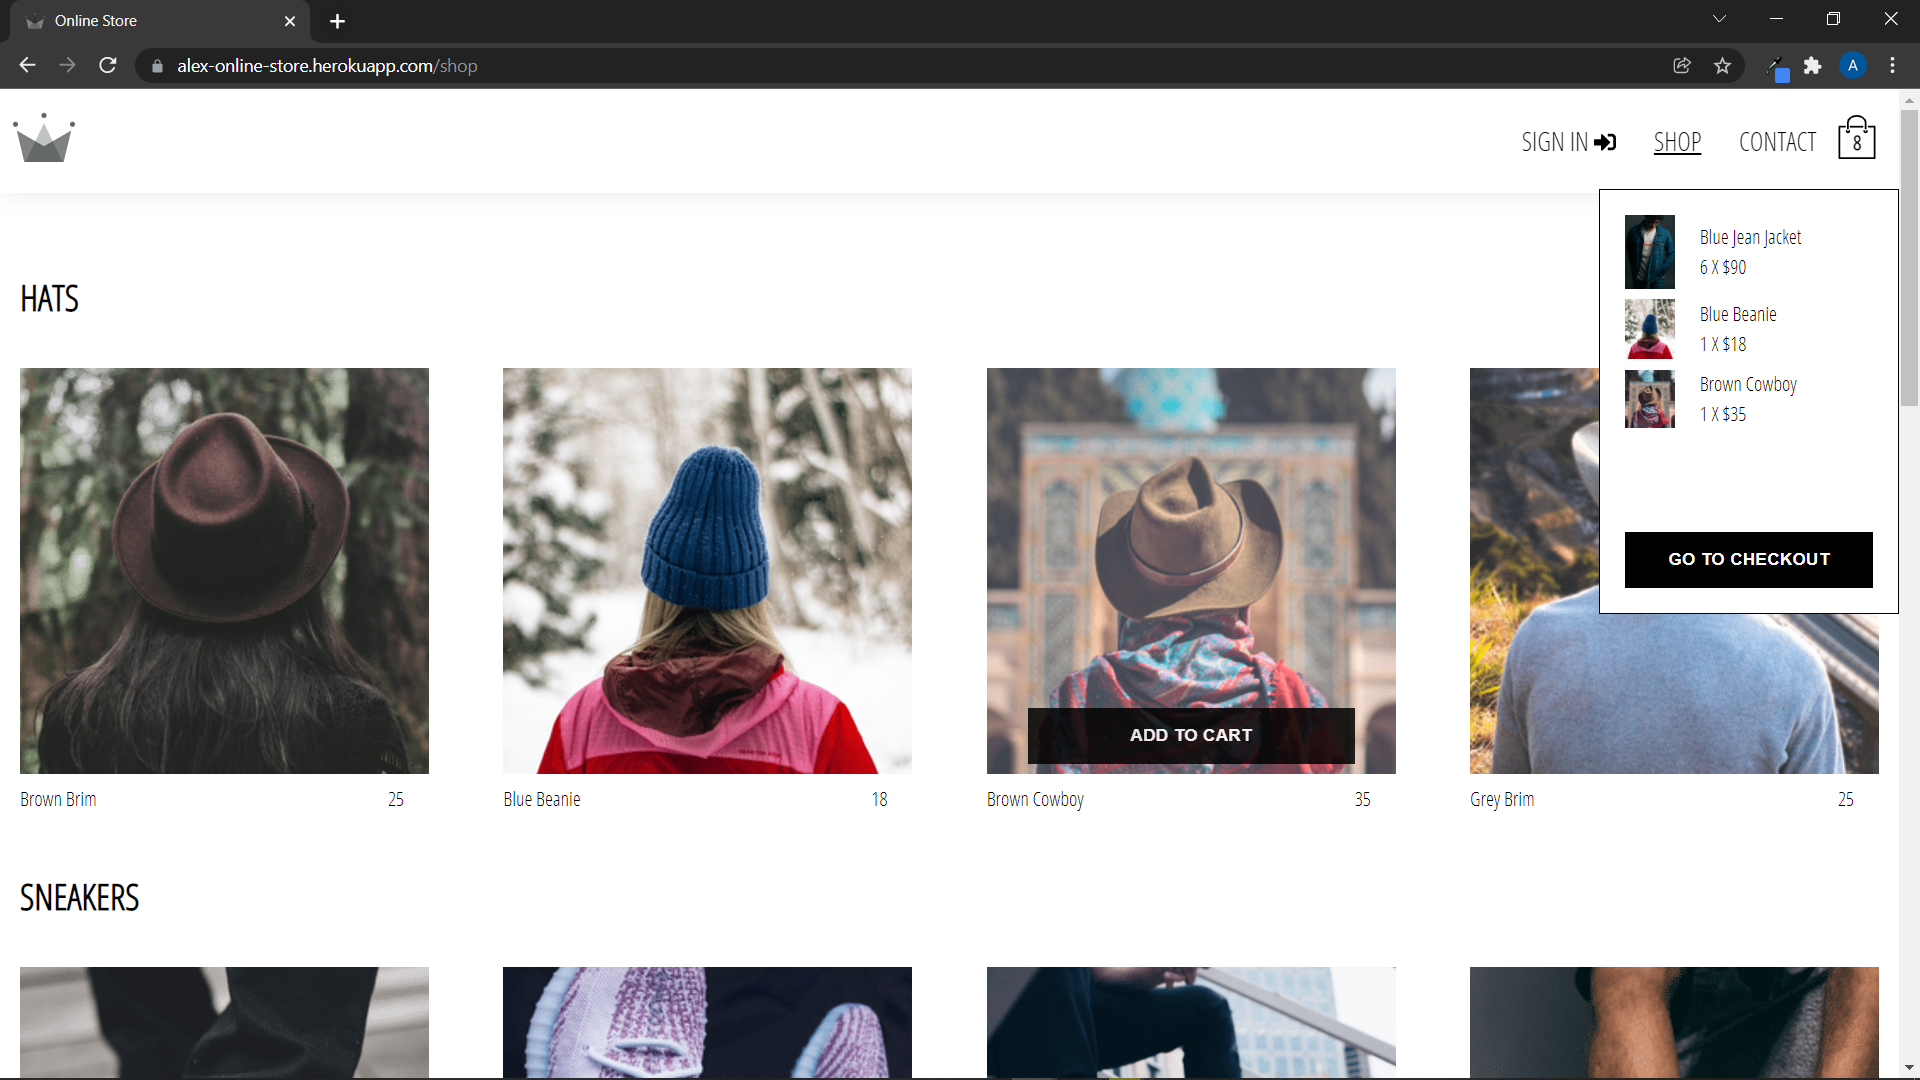 Online Store
alex-online-store.herokuapp.com/shop
A
SIGN IN
SHOP
CONTACT
8
Blue Jean Jacket
6 X $90
Blue Beanie
1 X $18
Brown Cowboy
1 X $35
GO TO CHECKOUT
HATS
ADD TO CART
Brown Brim 25
Blue Beanie 18
Brown Cowboy 35
Grey Brim 25
SNEAKERS